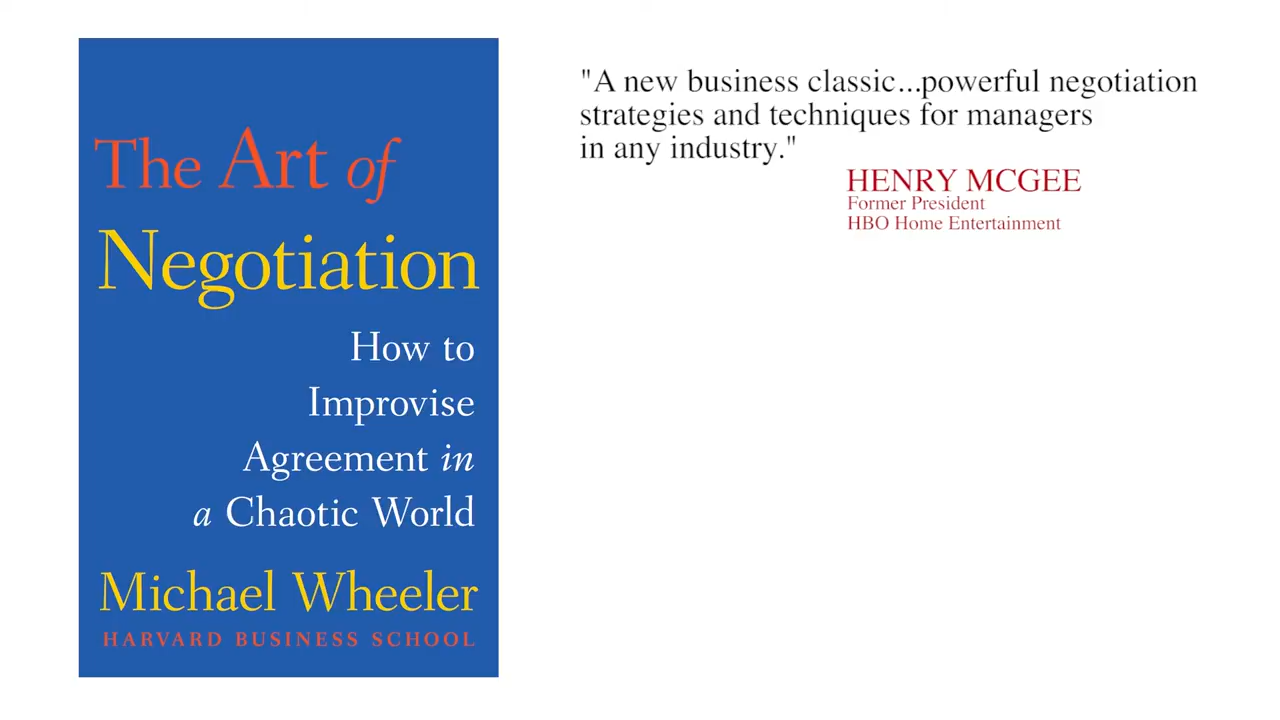 The Art of
Negotiation
How to
Improvise
Agreement in
a Chaotic World
Michael Wheeler
HARVARD BUSINESS SCHOOL
"A new business classic...powerful negotiation
strategies and techniques for managers
in any industry."
HENRY MCGEE
Former President
HBO Home Entertainment